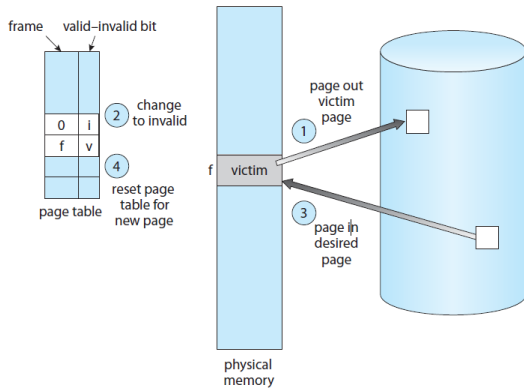 frame
valid–invalid bit
0 i
f v
2
change
to invalid
4
reset page
table for
new page
page table
f
victim
physical
memory
page out
victim
page
1
3
page in
desired
page